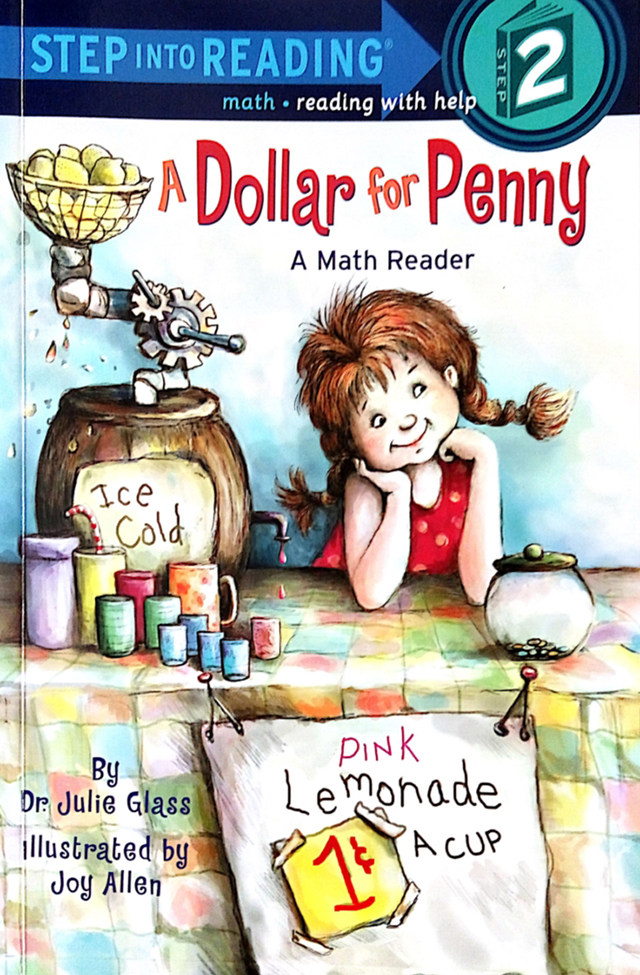 STEP INTO READING®
STEP 2
math • reading with help
A Dollar for Penny
A Math Reader
Ice
Cold
PINK
Lemonade
1¢ A CUP
By
Dr. Julie Glass
illustrated by
Joy Allen